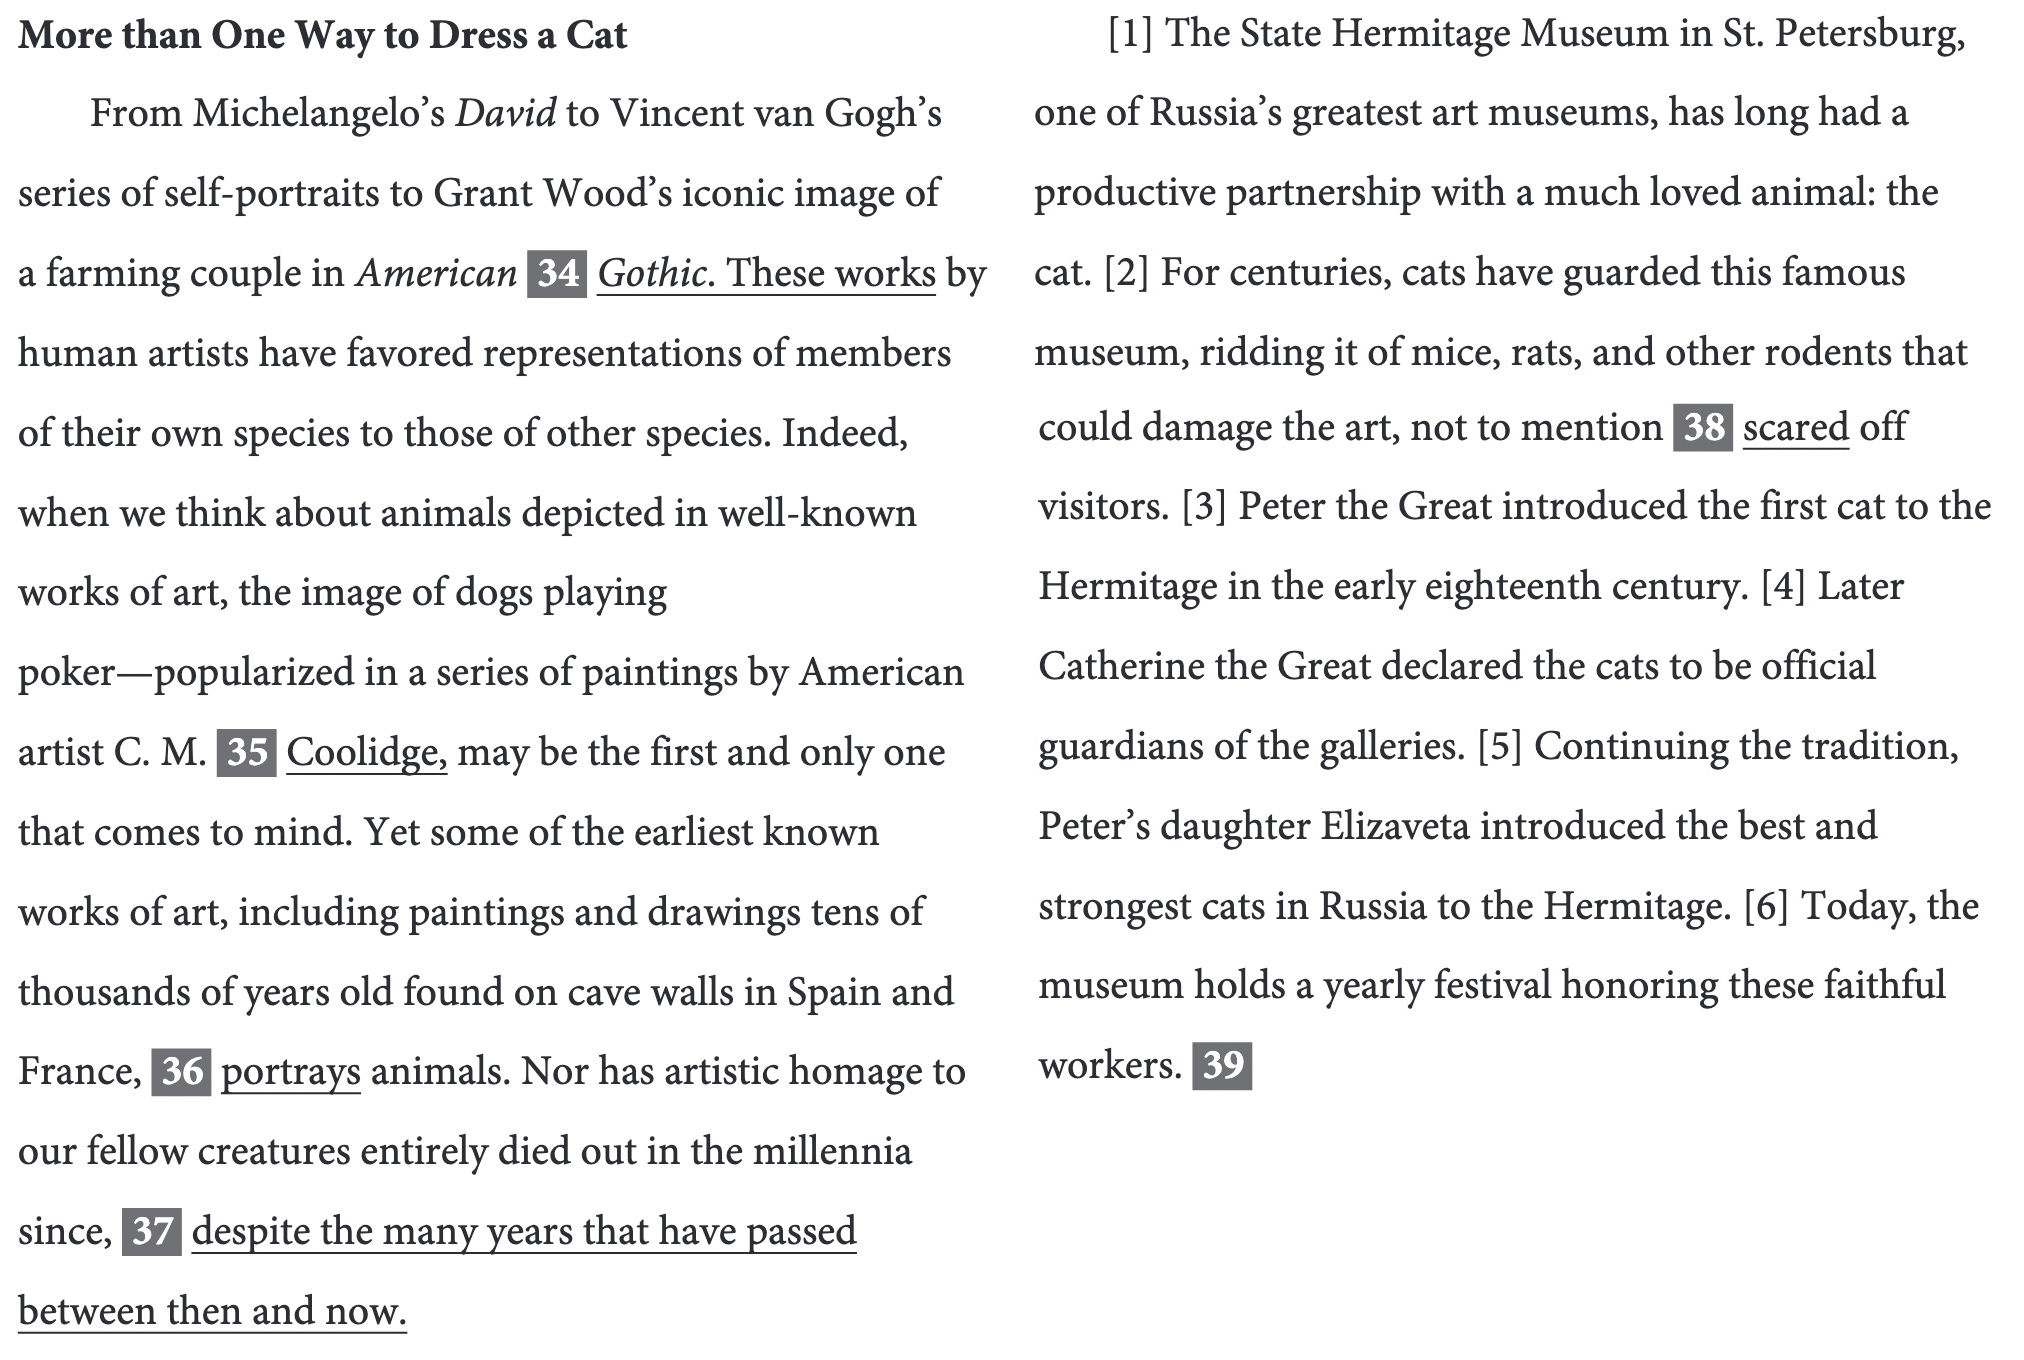 More than One Way to Dress a Cat
From Michelangelo's David to Vincent van Gogh's
series of self-portraits to Grant Wood's iconic image of
a farming couple in American 34 Gothic. These works by
human artists have favored representations of members
of their own species to those of other species. Indeed,
when we think about animals depicted in well-known
works of art, the image of dogs playing
poker—popularized in a series of paintings by American
artist C. M. 35 Coolidge, may be the first and only one
that comes to mind. Yet some of the earliest known
works of art, including paintings and drawings tens of
thousands of years old found on cave walls in Spain and
France, 36 portrays animals. Nor has artistic homage to
our fellow creatures entirely died out in the millennia
since, 37 despite the many years that have passed
between then and now.
[1] The State Hermitage Museum in St. Petersburg,
one of Russia's greatest art museums, has long had a
productive partnership with a much loved animal: the
cat. [2] For centuries, cats have guarded this famous
museum, ridding it of mice, rats, and other rodents that
could damage the art, not to mention 38 scared off
visitors. [3] Peter the Great introduced the first cat to the
Hermitage in the early eighteenth century. [4] Later
Catherine the Great declared the cats to be official
guardians of the galleries. [5] Continuing the tradition,
Peter's daughter Elizaveta introduced the best and
strongest cats in Russia to the Hermitage. [6] Today, the
museum holds a yearly festival honoring these faithful
workers. 39